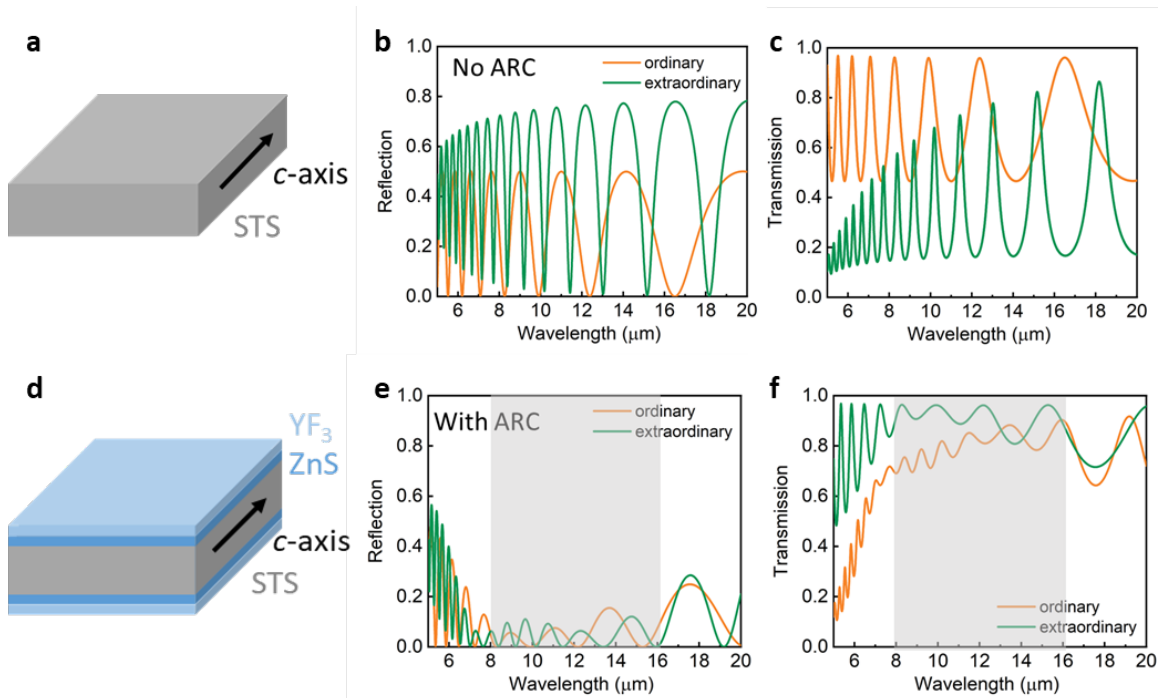 a
c-axis
STS
b
No ARC
ordinary
extraordinary
Reflection
1.0
0.8
0.6
0.4
0.2
0.0
6 8 10 12 14 16 18 20
Wavelength (μm)
c
ordinary
extraordinary
Transmission
1.0
0.8
0.6
0.4
0.2
0.0
6 8 10 12 14 16 18 20
Wavelength (μm)
d
YF3
ZnS
c-axis
STS
e
With ARC
ordinary
extraordinary
Reflection
1.0
0.8
0.6
0.4
0.2
0.0
6 8 10 12 14 16 18 20
Wavelength (μm)
f
ordinary
extraordinary
Transmission
1.0
0.8
0.6
0.4
0.2
0.0
6 8 10 12 14 16 18 20
Wavelength (μm)